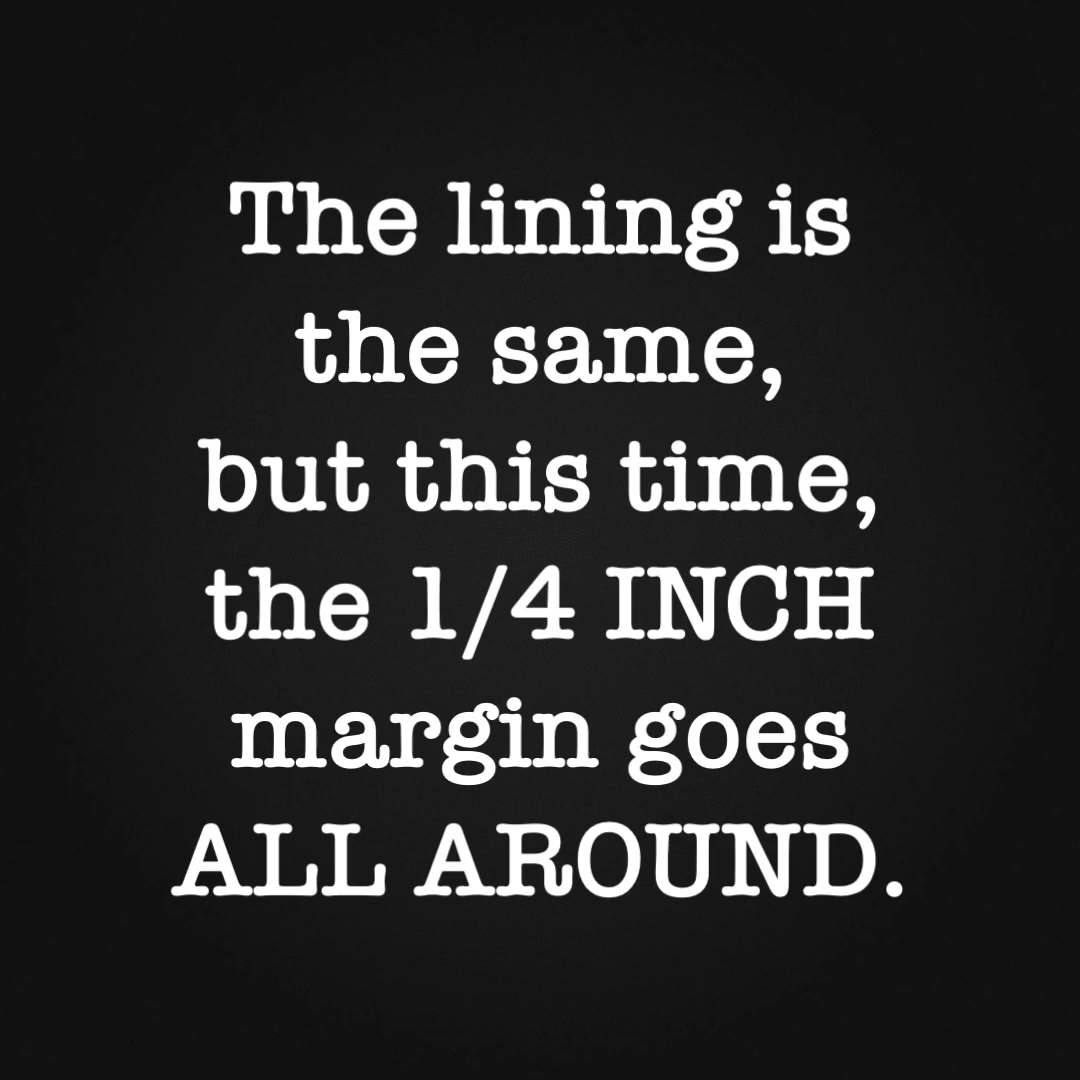 The lining is
the same,
but this time,
the 1/4 INCH
margin goes
ALL AROUND.